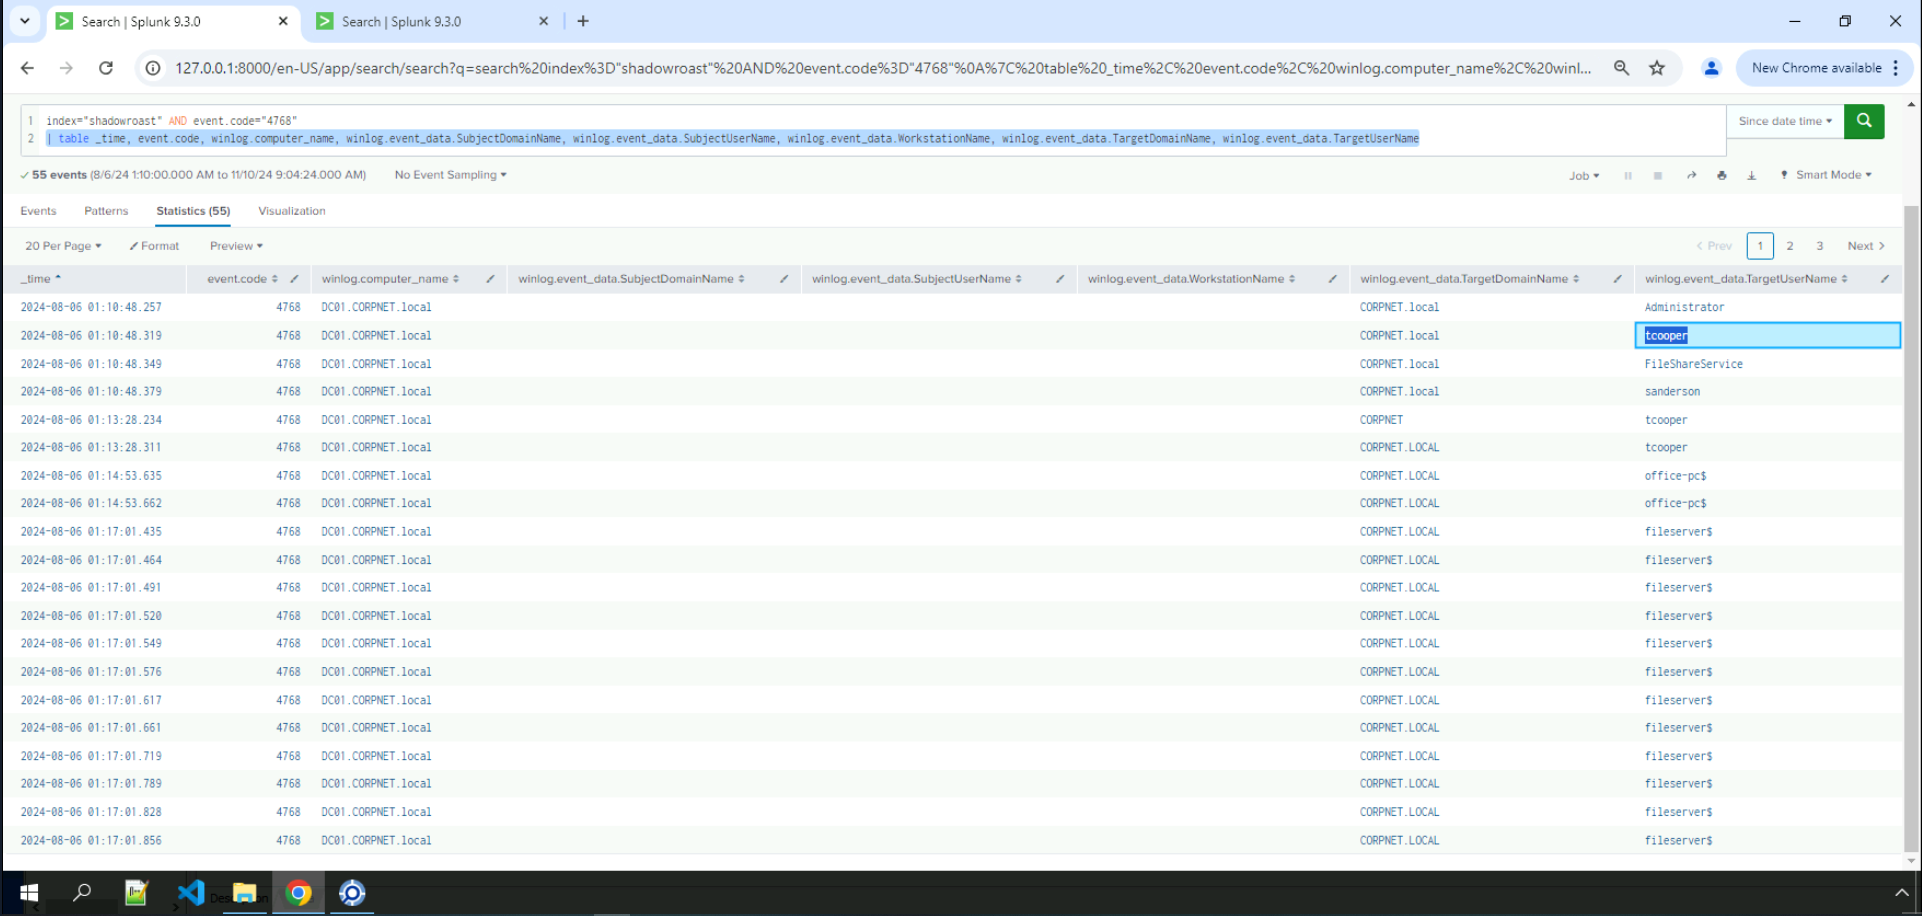 Search | Splunk 9.3.0
Search | Splunk 9.3.0
127.0.0.1:8000/en-US/app/search/search?q=search%20index%3D"shadowroast"%20AND%20event.code%3D"4768"%0A%7C%20table%20_time%2C%20event.code%2C%20winlog.computer_name%2C%20winl...
New Chrome available
1 index="shadowroast" AND event.code="4768"
2 | table _time, event.code, winlog.computer_name, winlog.event_data.SubjectDomainName, winlog.event_data.SubjectUserName, winlog.event_data.WorkstationName, winlog.event_data.TargetDomainName, winlog.event_data.TargetUserName
Since date time
55 events (8/6/24 1:10:00.000 AM to 11/10/24 9:04:24.000 AM) No Event Sampling Job Smart Mode
Events Patterns Statistics (55) Visualization
20 Per Page Format Preview < Prev 1 2 3 Next >
_time event.code winlog.computer_name winlog.event_data.SubjectDomainName winlog.event_data.SubjectUserName winlog.event_data.WorkstationName winlog.event_data.TargetDomainName winlog.event_data.TargetUserName
2024-08-06 01:10:48.257 4768 DC01.CORPNET.local CORPNET.local Administrator
2024-08-06 01:10:48.319 4768 DC01.CORPNET.local CORPNET.local tcooper
2024-08-06 01:10:48.349 4768 DC01.CORPNET.local CORPNET.local FileShareService
2024-08-06 01:10:48.379 4768 DC01.CORPNET.local CORPNET.local sanderson
2024-08-06 01:13:28.234 4768 DC01.CORPNET.local CORPNET tcooper
2024-08-06 01:13:28.311 4768 DC01.CORPNET.local CORPNET.LOCAL tcooper
2024-08-06 01:14:53.635 4768 DC01.CORPNET.local CORPNET.LOCAL office-pc$
2024-08-06 01:14:53.662 4768 DC01.CORPNET.local CORPNET.LOCAL office-pc$
2024-08-06 01:17:01.435 4768 DC01.CORPNET.local CORPNET.LOCAL fileserver$
2024-08-06 01:17:01.464 4768 DC01.CORPNET.local CORPNET.LOCAL fileserver$
2024-08-06 01:17:01.491 4768 DC01.CORPNET.local CORPNET.LOCAL fileserver$
2024-08-06 01:17:01.520 4768 DC01.CORPNET.local CORPNET.LOCAL fileserver$
2024-08-06 01:17:01.549 4768 DC01.CORPNET.local CORPNET.LOCAL fileserver$
2024-08-06 01:17:01.576 4768 DC01.CORPNET.local CORPNET.LOCAL fileserver$
2024-08-06 01:17:01.617 4768 DC01.CORPNET.local CORPNET.LOCAL fileserver$
2024-08-06 01:17:01.661 4768 DC01.CORPNET.local CORPNET.LOCAL fileserver$
2024-08-06 01:17:01.719 4768 DC01.CORPNET.local CORPNET.LOCAL fileserver$
2024-08-06 01:17:01.789 4768 DC01.CORPNET.local CORPNET.LOCAL fileserver$
2024-08-06 01:17:01.828 4768 DC01.CORPNET.local CORPNET.LOCAL fileserver$
2024-08-06 01:17:01.856 4768 DC01.CORPNET.local CORPNET.LOCAL fileserver$